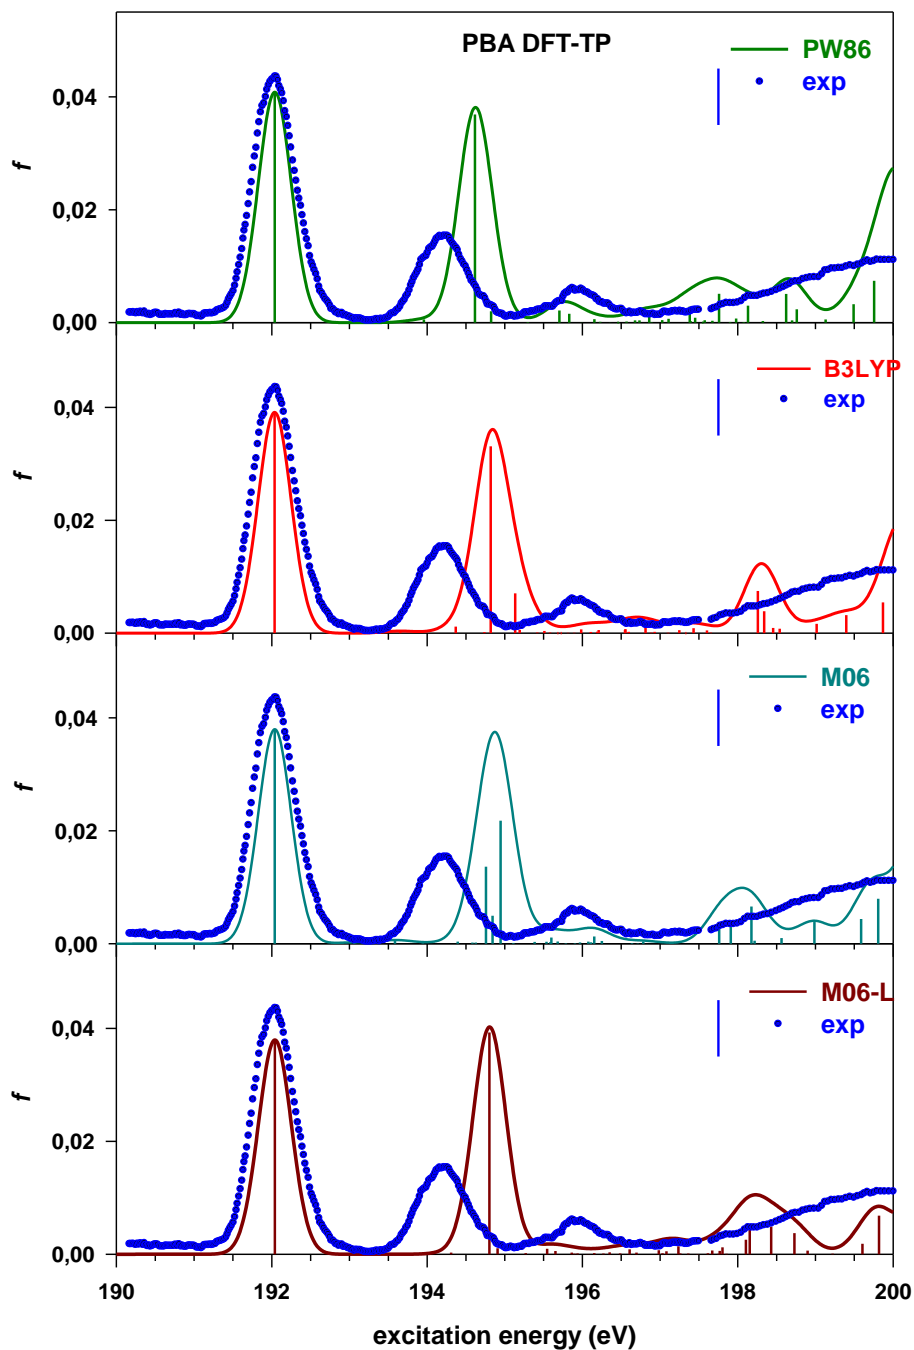 PBA DFT-TP
PW86
exp
0,04
0,02
0,00
f
B3LYP
exp
0,04
0,02
0,00
f
M06
exp
0,04
0,02
0,00
f
M06-L
exp
0,04
0,02
0,00
f
190 192 194 196 198 200
excitation energy (eV)